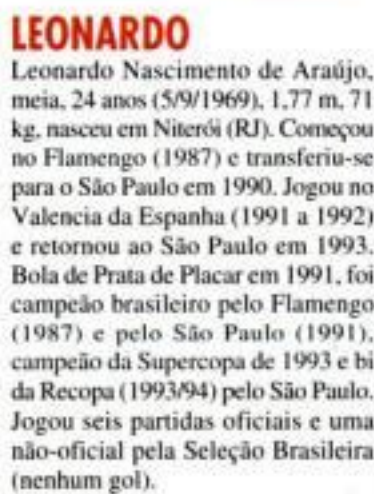 LEONARDO
Leonardo Nascimento de Araújo,
meia, 24 anos (5/9/1969), 1,77 m, 71
kg, nasceu em Niterói (RJ). Começou
no Flamengo (1987) e transferiu-se
para o São Paulo em 1990. Jogou no
Valencia da Espanha (1991 a 1992)
e retornou ao São Paulo em 1993.
Bola de Prata de Placar em 1991, foi
campeão brasileiro pelo Flamengo
(1987) e pelo São Paulo (1991),
campeão da Supercopa de 1993 e bi
da Recopa (1993/94) pelo São Paulo.
Jogou seis partidas oficiais e uma
não-oficial pela Seleção Brasileira
(nenhum gol).